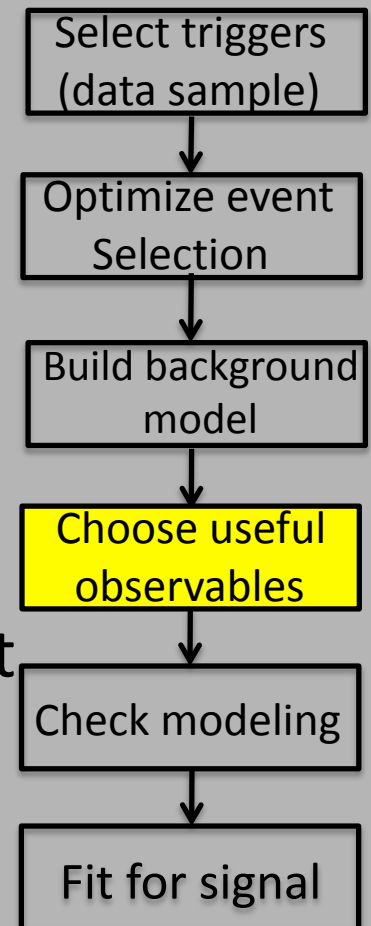 Select triggers
(data sample)
Optimize event
Selection
Build background
model
Choose useful
observables
t
Check modeling
Fit for signal